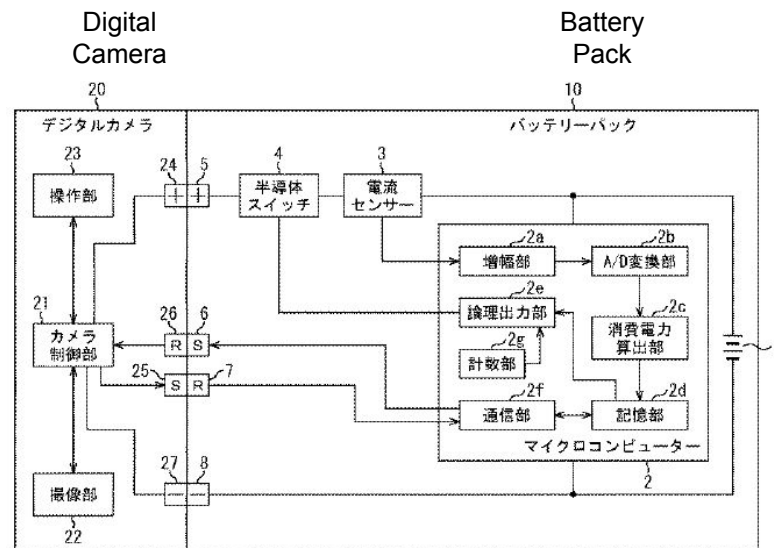 Digital
Camera
Battery
Pack
20
10
デジタルカメラ
バッテリーパック
23
操作部
24
5
4
半導体
スイッチ
3
電流
センサー
2a
増幅部
2b
A/D変換部
2e
論理出力部
2c
消費電力
算出部
2g
計数部
21
カメラ
制御部
26
6
R
S
25
7
S
R
2f
通信部
2d
記憶部
マイクロコンピューター
2
27
8
撮像部
22